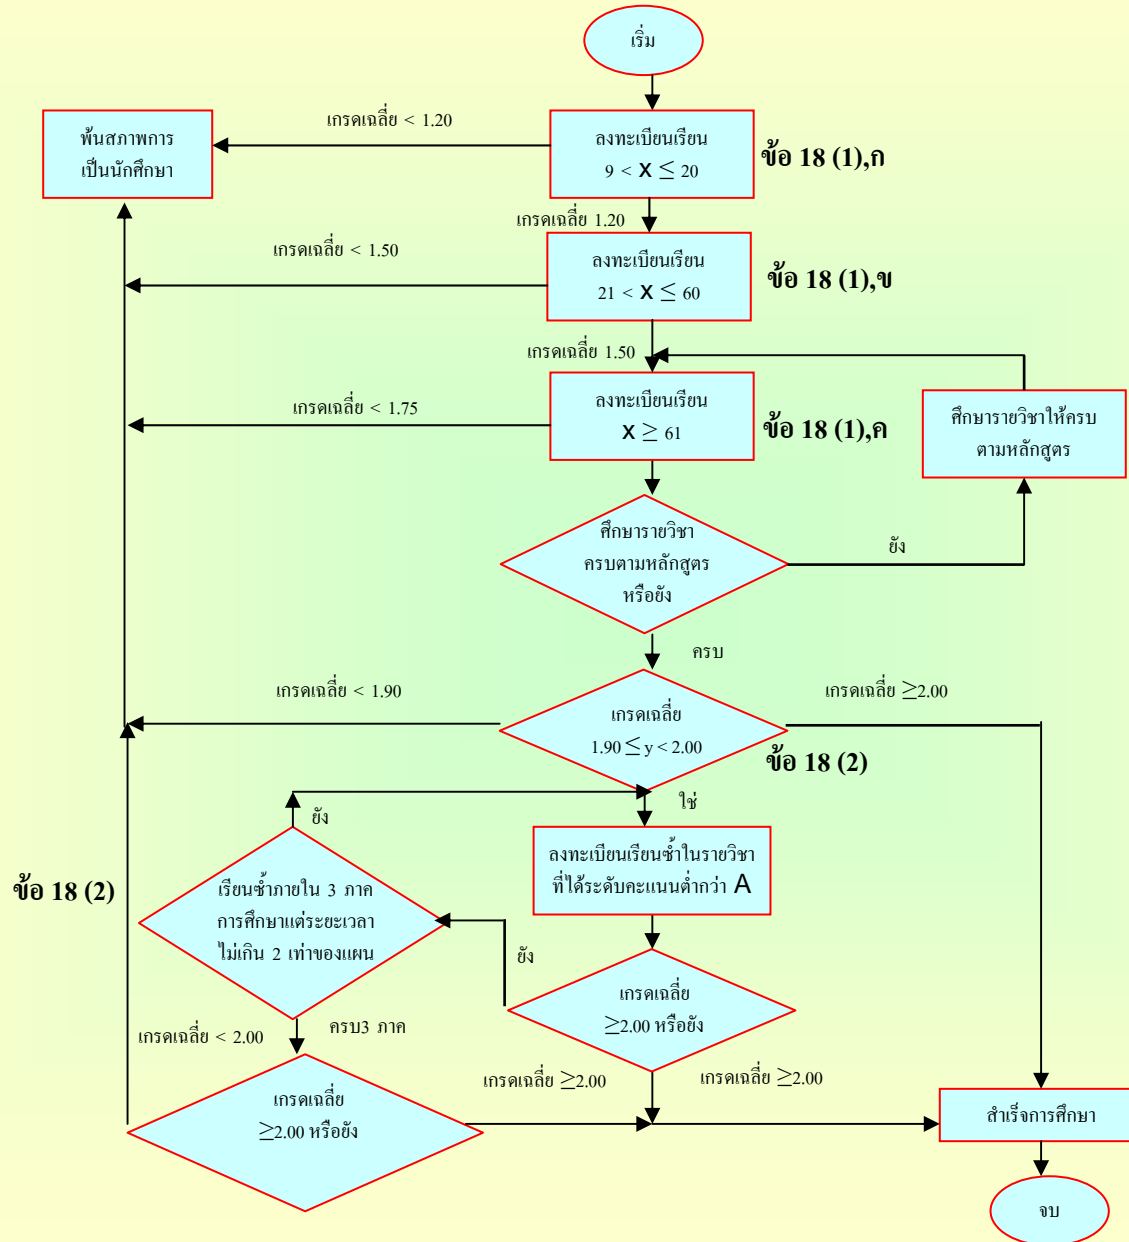 เริ่ม
เกรดเฉลี่ย < 1.20
พ้นสภาพการ
เป็นนักศึกษา
ลงทะเบียนเรียน
9 < X ≤ 20
ข้อ 18 (1),ก
เกรดเฉลี่ย 1.20
เกรดเฉลี่ย < 1.50
ลงทะเบียนเรียน
21 < X ≤ 60
ข้อ 18 (1),ข
เกรดเฉลี่ย 1.50
เกรดเฉลี่ย < 1.75
ลงทะเบียนเรียน
X ≥ 61
ข้อ 18 (1),ค
ศึกษารายวิชาให้ครบ
ตามหลักสูตร
ศึกษารายวิชา
ครบตามหลักสูตร
หรือยัง
ยัง
ครบ
เกรดเฉลี่ย < 1.90
เกรดเฉลี่ย ≥2.00
เกรดเฉลี่ย
1.90 ≤ y < 2.00
ข้อ 18 (2)
ใช่
ยัง
ลงทะเบียนเรียนซ้ำในรายวิชา
ที่ได้ระดับคะแนนต่ำกว่า A
ข้อ 18 (2)
เรียนซ้ำภายใน 3 ภาค
การศึกษาแต่ระยะเวลา
ไม่เกิน 2 เท่าของแผน
ยัง
เกรดเฉลี่ย
≥2.00 หรือยัง
ครบ3 ภาค
เกรดเฉลี่ย < 2.00
เกรดเฉลี่ย ≥2.00
เกรดเฉลี่ย ≥2.00
เกรดเฉลี่ย
≥2.00 หรือยัง
สำเร็จการศึกษา
จบ